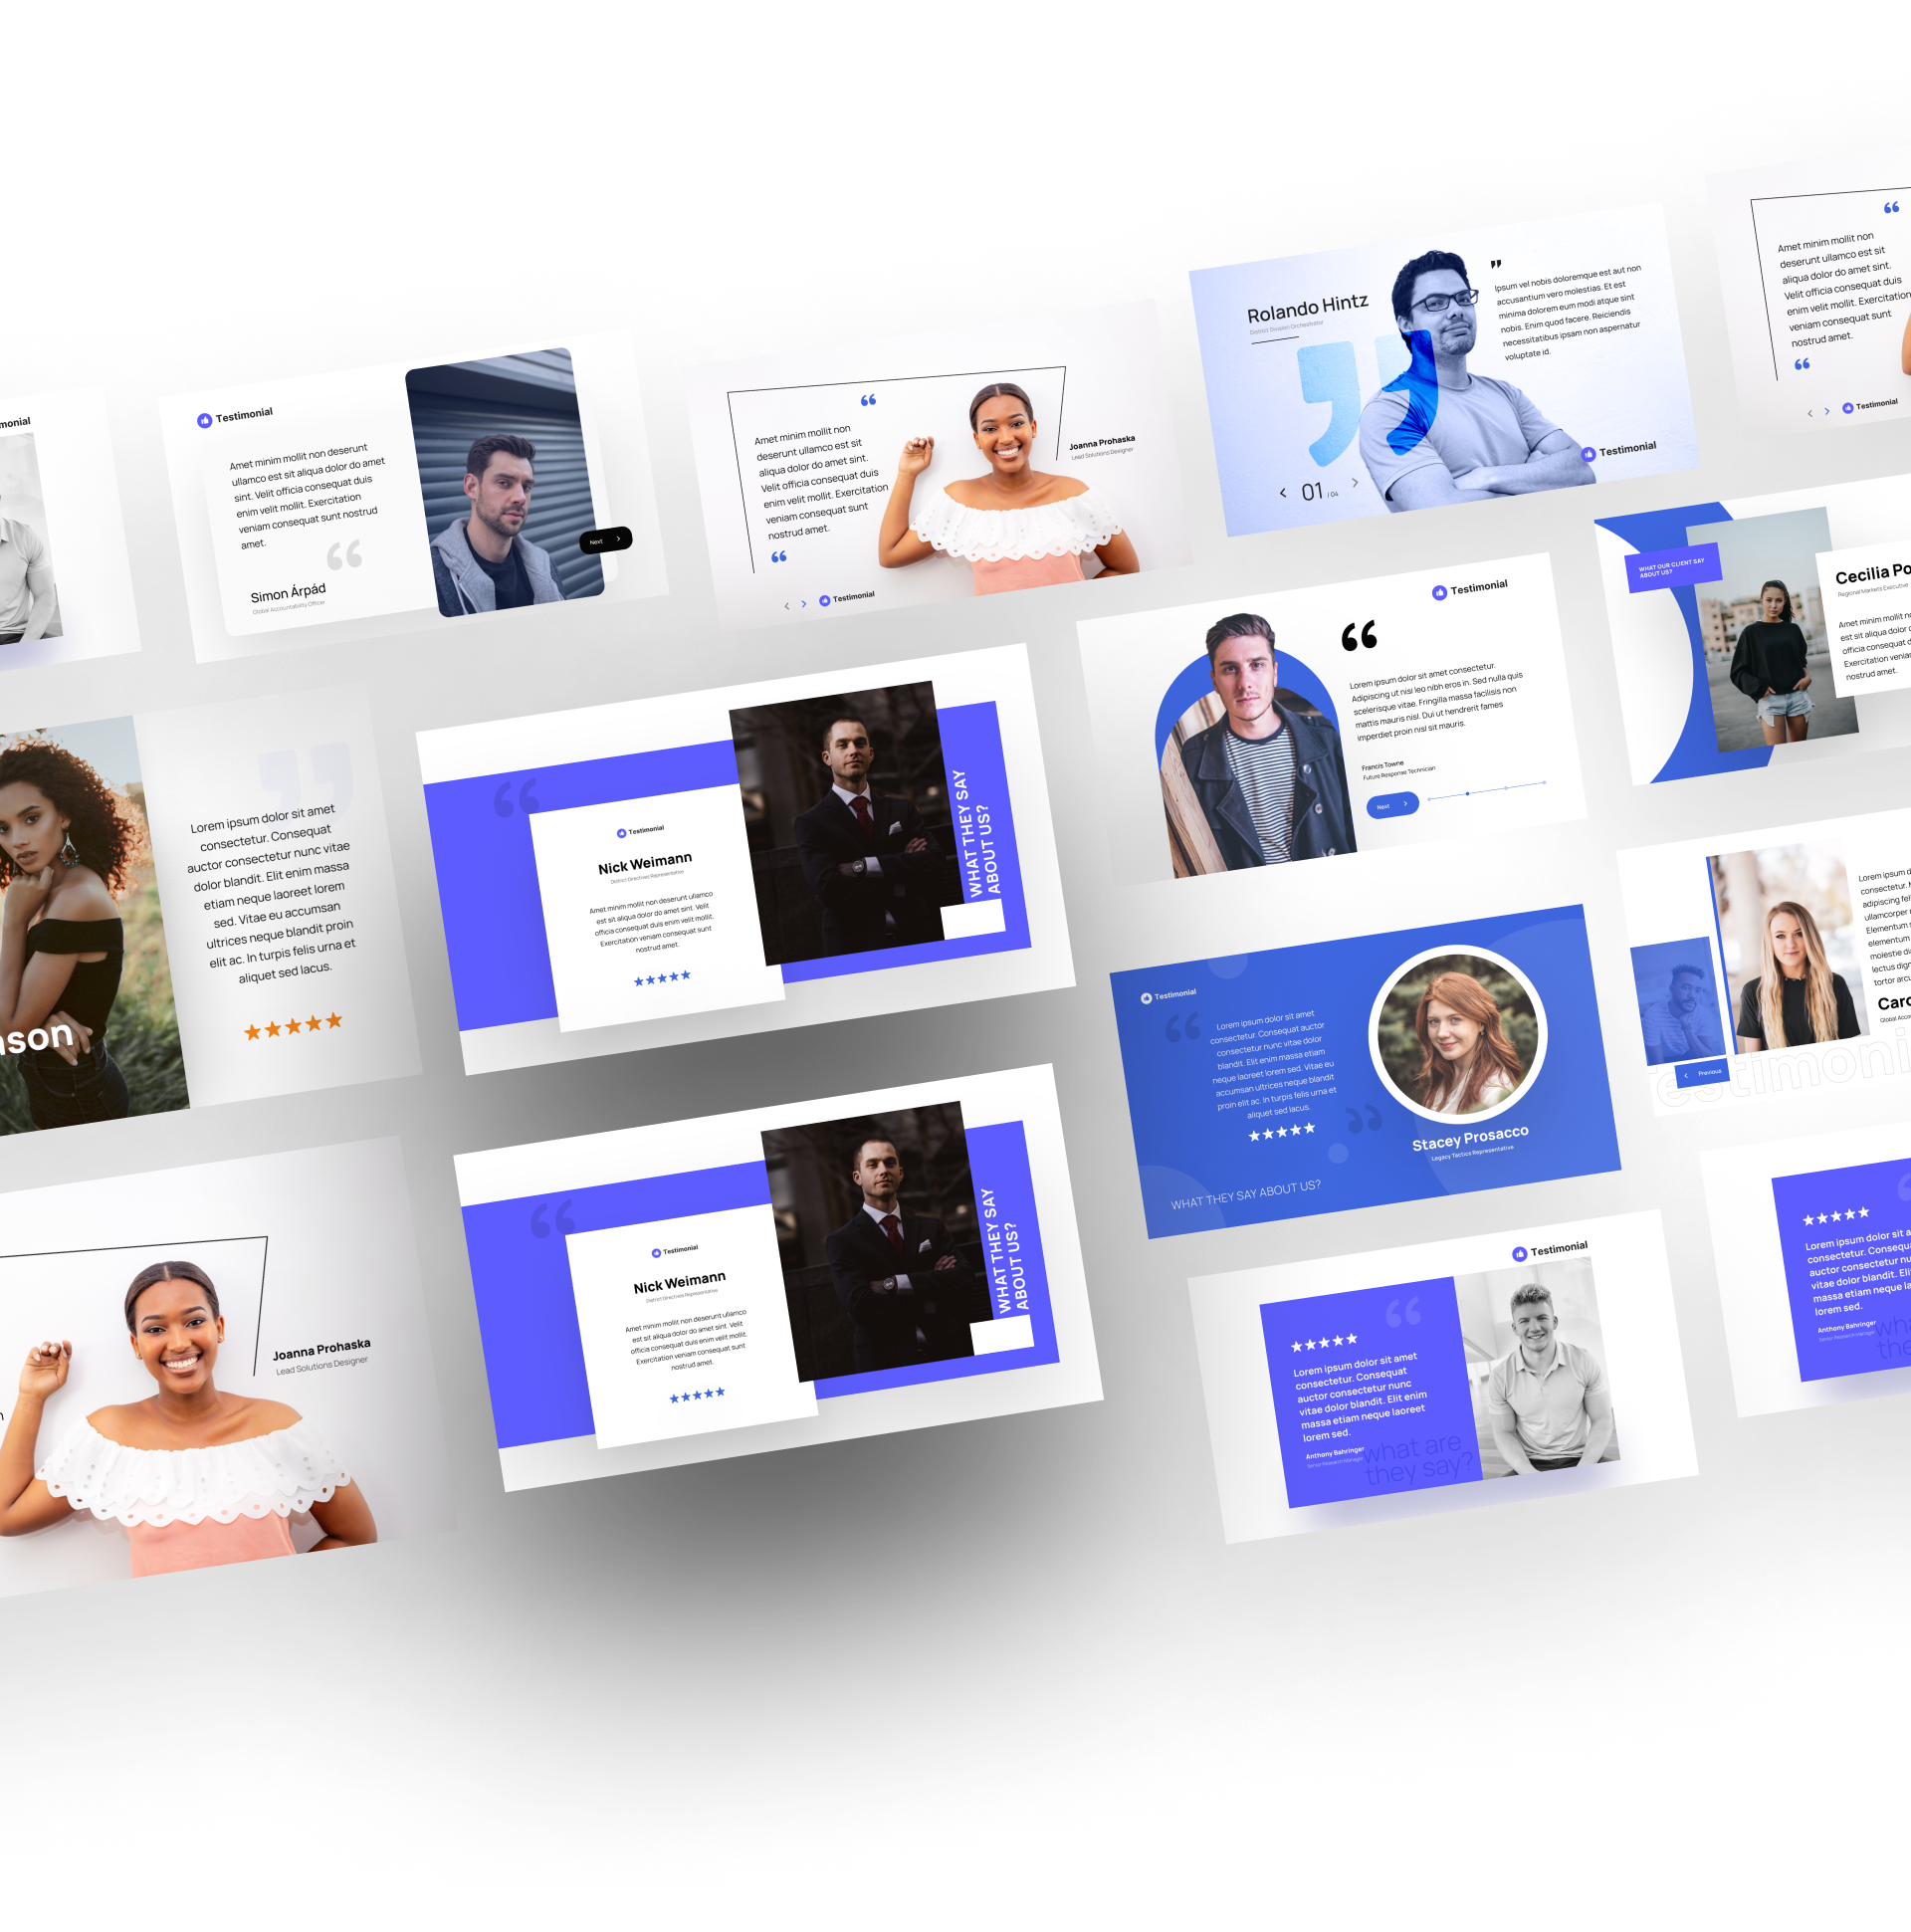 monial
Testimonial
Amet minim mollit non deserunt
ullamco est sit aliqua dolor do amet
sint. Velit officia consequat duis
enim velit mollit. Exercitation
veniam consequat sunt nostrud
amet.
Simon Árpád
Global Accountability Officer
Next
Amet minim mollit non
deserunt ullamco est sit
aliqua dolor do amet sint.
Velit officia consequat duis
enim velit mollit. Exercitation
veniam consequat sunt
nostrud amet.
Joanna Prohaska
Lead Solutions Designer
Testimonial
Rolando Hintz
District Division Orchestrator
Ipsum vel nobis doloremque est aut non
accusantium vero molestias. Et est
minima dolorem eum modi atque sint
nobis. Enim quod facere. Reiciendis
necessitatibus ipsam non aspernatur
voluptate id.
01 / 04
Testimonial
Amet minim mollit non
deserunt ullamco est sit
aliqua dolor do amet sint.
Velit officia consequat duis
enim velit mollit. Exercitation
veniam consequat sunt
nostrud amet.
Testimonial
Lorem ipsum dolor sit amet
consectetur. Consequat
auctor consectetur nunc vitae
dolor blandit. Elit enim massa
etiam neque laoreet lorem
sed. Vitae eu accumsan
ultrices neque blandit proin
elit ac. In turpis felis urna et
aliquet sed lacus.
ason
Testimonial
Nick Weimann
District Directives Representative
Amet minim mollit non deserunt ullamco
est sit aliqua dolor do amet sint. Velit
officia consequat duis enim velit mollit.
Exercitation veniam consequat sunt
nostrud amet.
WHAT THEY SAY
ABOUT US?
Testimonial
Lorem ipsum dolor sit amet consectetur.
Adipiscing ut nisl leo nibh eros in. Sed nulla quis
scelerisque vitae. Fringilla massa facilisis non
mattis mauris nisl. Dui ut hendrerit fames
imperdiet proin nisl sit mauris.
Francis Towne
Future Response Technician
Next
WHAT OUR CLIENT SAY
ABOUT US?
Cecilia Po
Regional Markets Executive
Amet minim mollit no
est sit aliqua dolor d
officia consequat d
Exercitation venia
nostrud amet.
Testimonial
Lorem ipsum dolor sit amet
consectetur. Consequat auctor
consectetur nunc vitae dolor
blandit. Elit enim massa etiam
neque laoreet lorem sed. Vitae eu
accumsan ultrices neque blandit
proin elit ac. In turpis felis urna et
aliquet sed lacus.
Stacey Prosacco
Legacy Tactics Representative
WHAT THEY SAY ABOUT US?
Lorem ipsum d
consectetur. M
adipiscing fel
ullamcorper
Elementum s
elementum
molestie di
lectus dign
tortor arcu
Caro
Global Acco
Previous
Testimoni
Joanna Prohaska
Lead Solutions Designer
Testimonial
Nick Weimann
District Directives Representative
Amet minim mollit non deserunt ullamco
est sit aliqua dolor do amet sint. Velit
officia consequat duis enim velit mollit.
Exercitation veniam consequat sunt
nostrud amet.
WHAT THEY SAY
ABOUT US?
Testimonial
Lorem ipsum dolor sit amet
consectetur. Consequat
auctor consectetur nunc
vitae dolor blandit. Elit enim
massa etiam neque laoreet
lorem sed.
Anthony Bahringer
Senior Research Manager
what are
they say?
Lorem ipsum dolor sit a
consectetur. Consequa
auctor consectetur nu
vitae dolor blandit. Eli
massa etiam neque la
lorem sed.
Anthony Bahringer
Senior Research Manager
wha
the